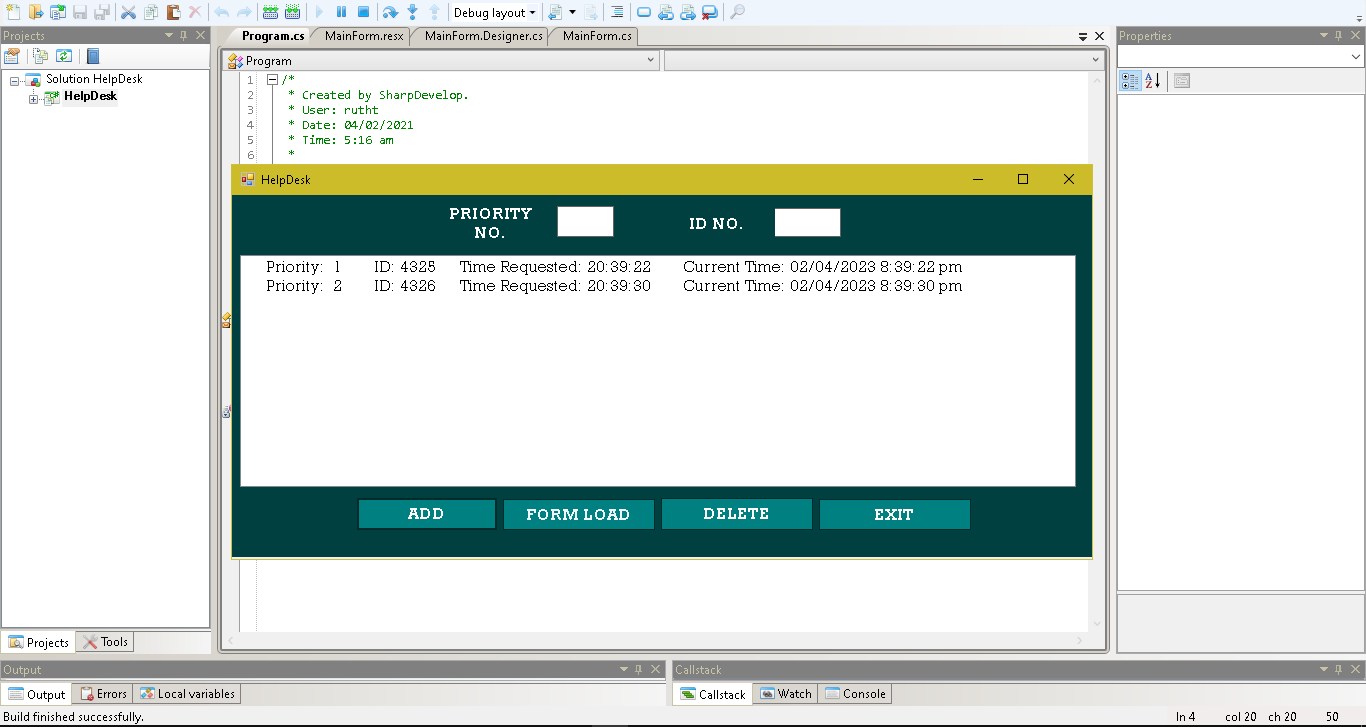 Debug layout
Projects
Program.cs MainForm.resx MainForm.Designer.cs MainForm.cs
Properties
Solution HelpDesk
HelpDesk
Program
1 /*
2 * Created by SharpDevelop.
3 * User: rutht
4 * Date: 04/02/2021
5 * Time: 5:16 am
6 *
HelpDesk
PRIORITY
NO.
ID NO.
Priority: 1 ID: 4325 Time Requested: 20:39:22 Current Time: 02/04/2023 8:39:22 pm
Priority: 2 ID: 4326 Time Requested: 20:39:30 Current Time: 02/04/2023 8:39:30 pm
ADD FORM LOAD DELETE EXIT
Projects Tools
Output
Callstack
Output Errors Local variables
Callstack Watch Console
Build finished successfully.
ln 4 col 20 ch 20 50